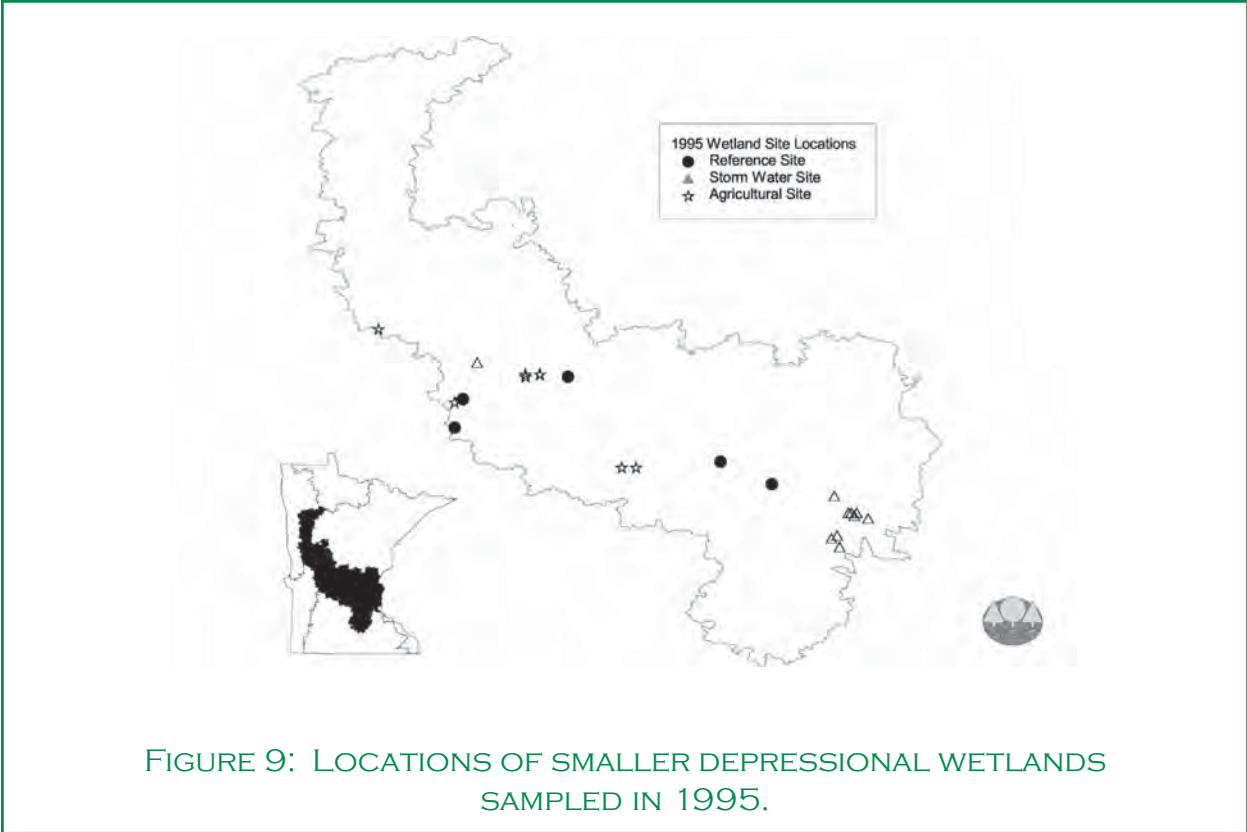 1995 Wetland Site Locations
Reference Site
Storm Water Site
Agricultural Site
FIGURE 9: LOCATIONS OF SMALLER DEPRESSIONAL WETLANDS
SAMPLED IN 1995.